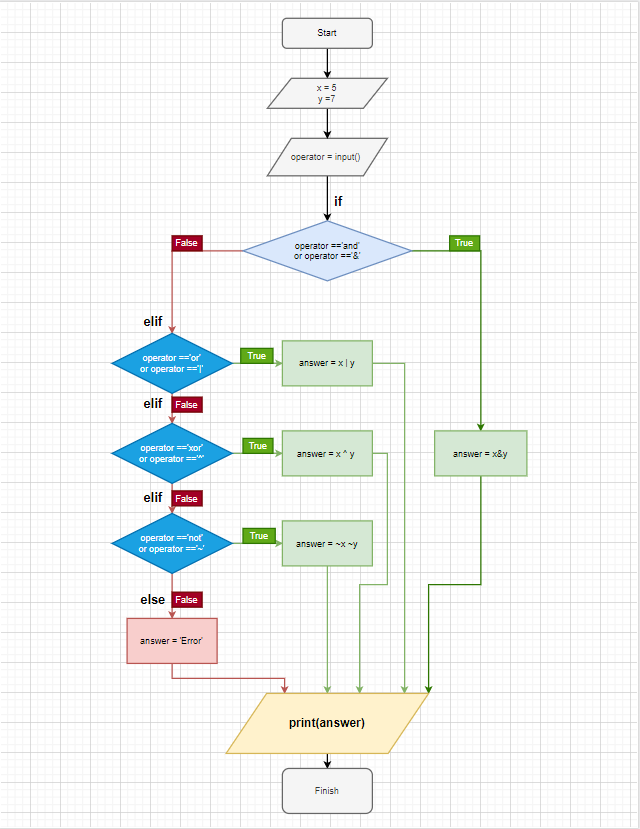 Start
x = 5
y =7
operator = input()
if
operator =='and'
or operator =='&'
False
True
elif
operator =='or'
or operator =='|'
True
answer = x | y
elif
False
operator =='xor'
or operator =='^'
True
answer = x ^ y
answer = x&y
elif
False
operator =='not'
or operator =='~'
True
answer = ~x ~y
else
False
answer = 'Error'
print(answer)
Finish